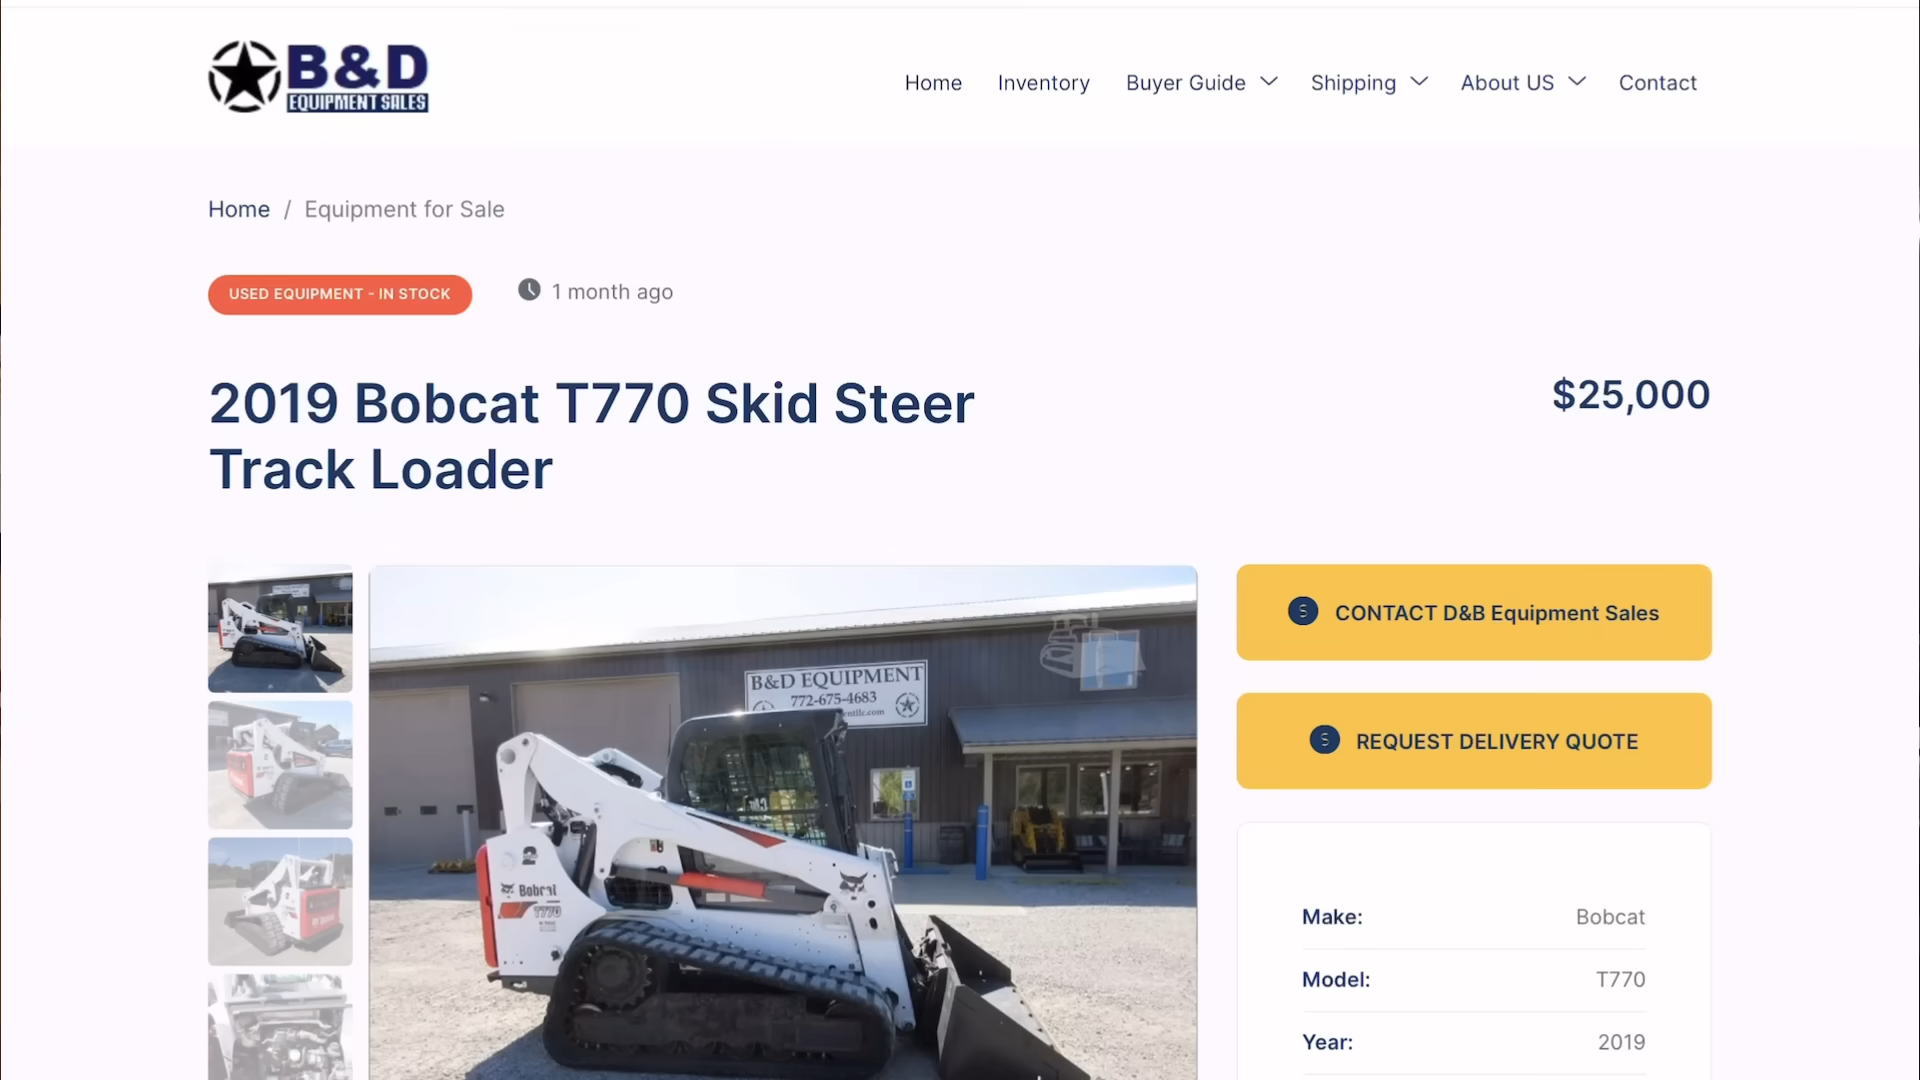 B&D
EQUIPMENT SALES
Home
Inventory
Buyer Guide
Shipping
About US
Contact
Home / Equipment for Sale
USED EQUIPMENT - IN STOCK
1 month ago
2019 Bobcat T770 Skid Steer
Track Loader
$25,000
B&D EQUIPMENT
772-675-4683
Bobcat
T770
CONTACT D&B Equipment Sales
REQUEST DELIVERY QUOTE
Make:
Bobcat
Model:
T770
Year:
2019